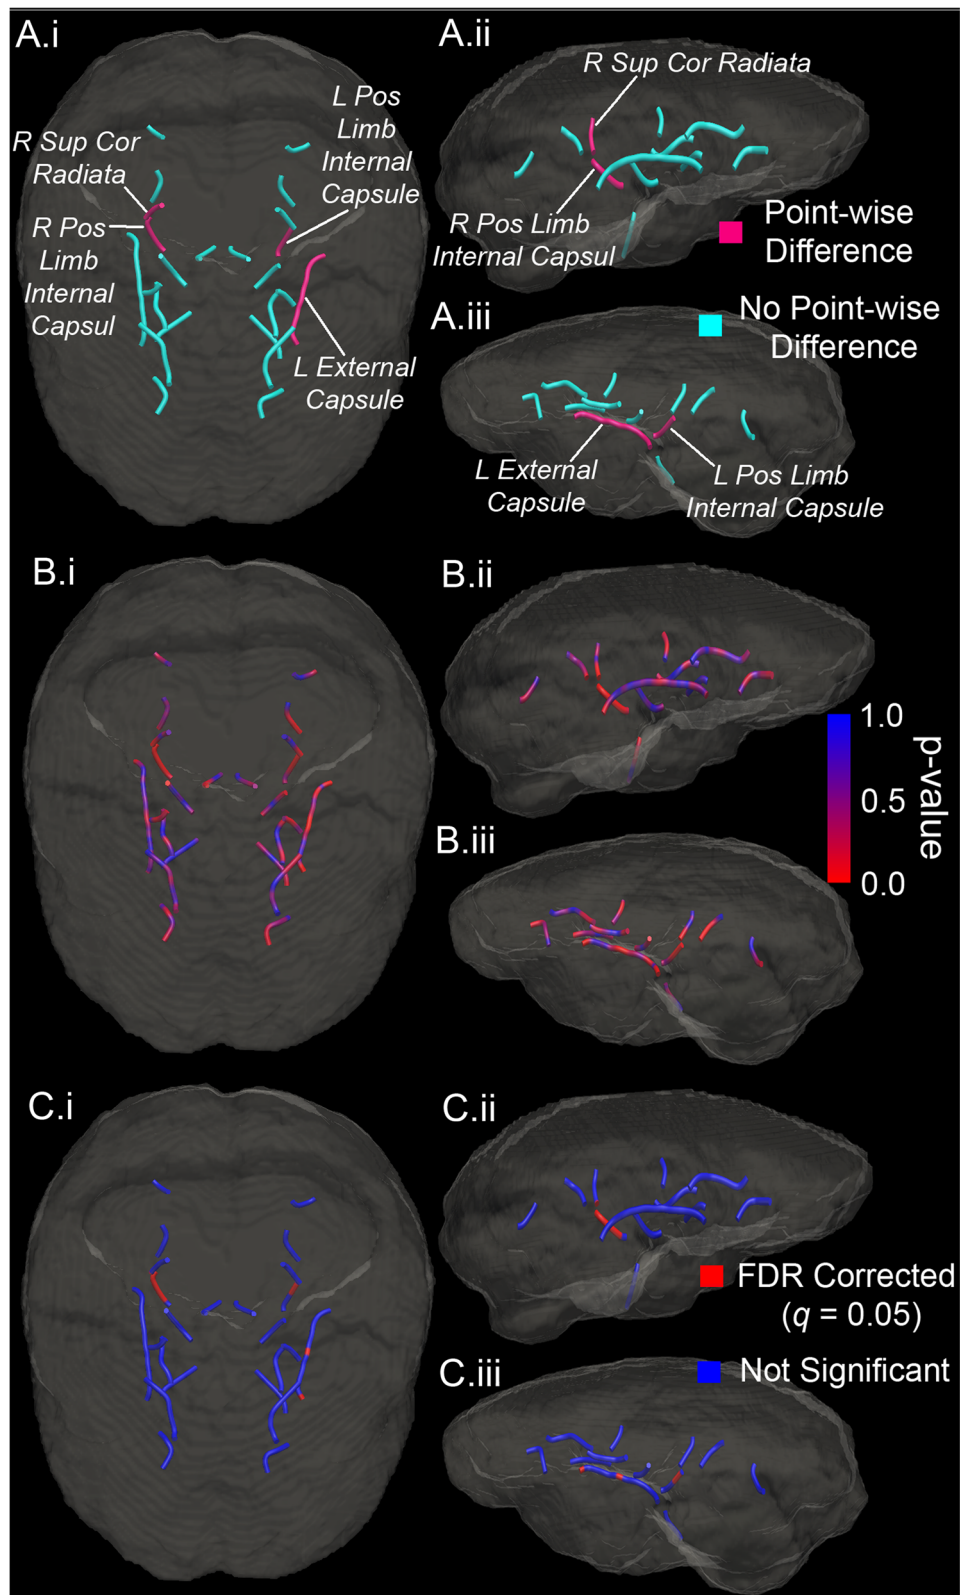 A.i
R Sup Cor
Radiata
R Pos
Limb
Internal
Capsul
L Pos
Limb
Internal
Capsule
L External
Capsule
A.ii
R Sup Cor Radiata
R Pos Limb
Internal Capsul
Point-wise
Difference
A.iii
No Point-wise
Difference
L External
Capsule
L Pos Limb
Internal Capsule
B.i
B.ii
1.0
0.5
0.0
p-value
B.iii
C.i
C.ii
FDR Corrected
(q = 0.05)
C.iii
Not Significant